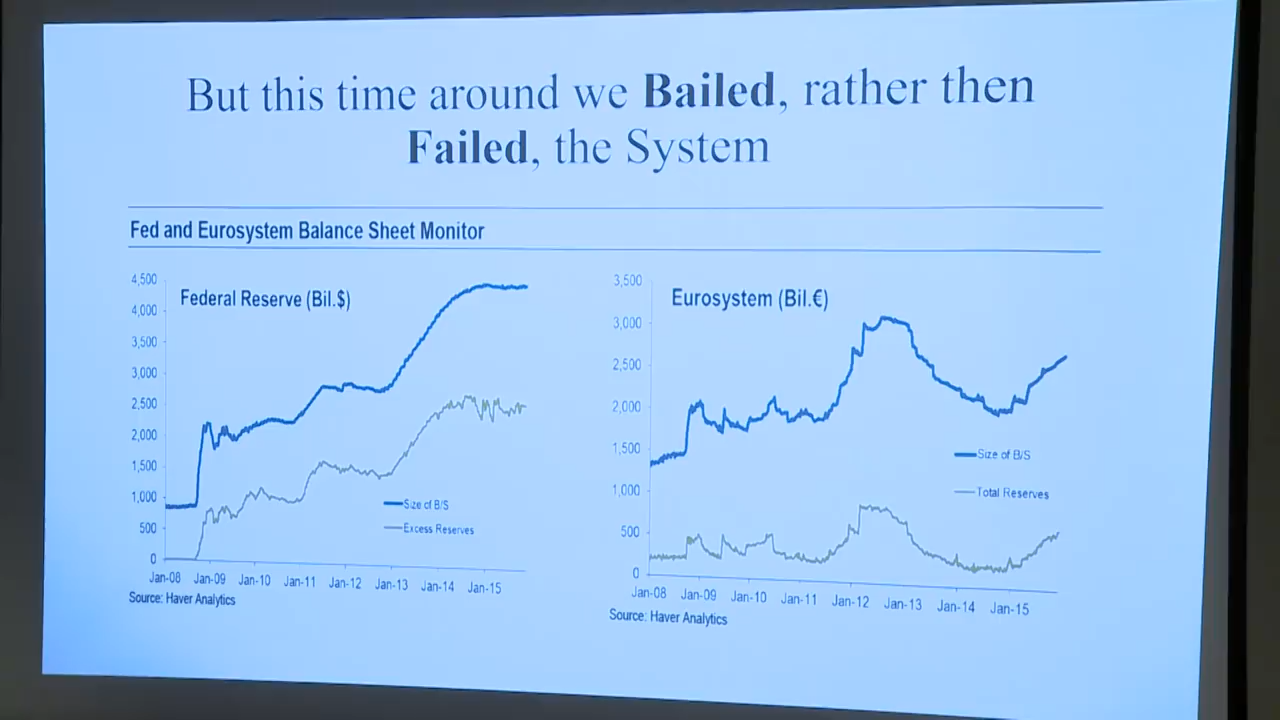 But this time around we Bailed, rather then
Failed, the System
Fed and Eurosystem Balance Sheet Monitor
Federal Reserve (Bil.$)
4,500
4,000
3,500
3,000
2,500
2,000
1,500
1,000
500
0
Size of B/S
Excess Reserves
Jan-08 Jan-09 Jan-10 Jan-11 Jan-12 Jan-13 Jan-14 Jan-15
Source: Haver Analytics
Eurosystem (Bil.€)
3,500
3,000
2,500
2,000
1,500
1,000
500
0
Size of B/S
Total Reserves
Jan-08 Jan-09 Jan-10 Jan-11 Jan-12 Jan-13 Jan-14 Jan-15
Source: Haver Analytics